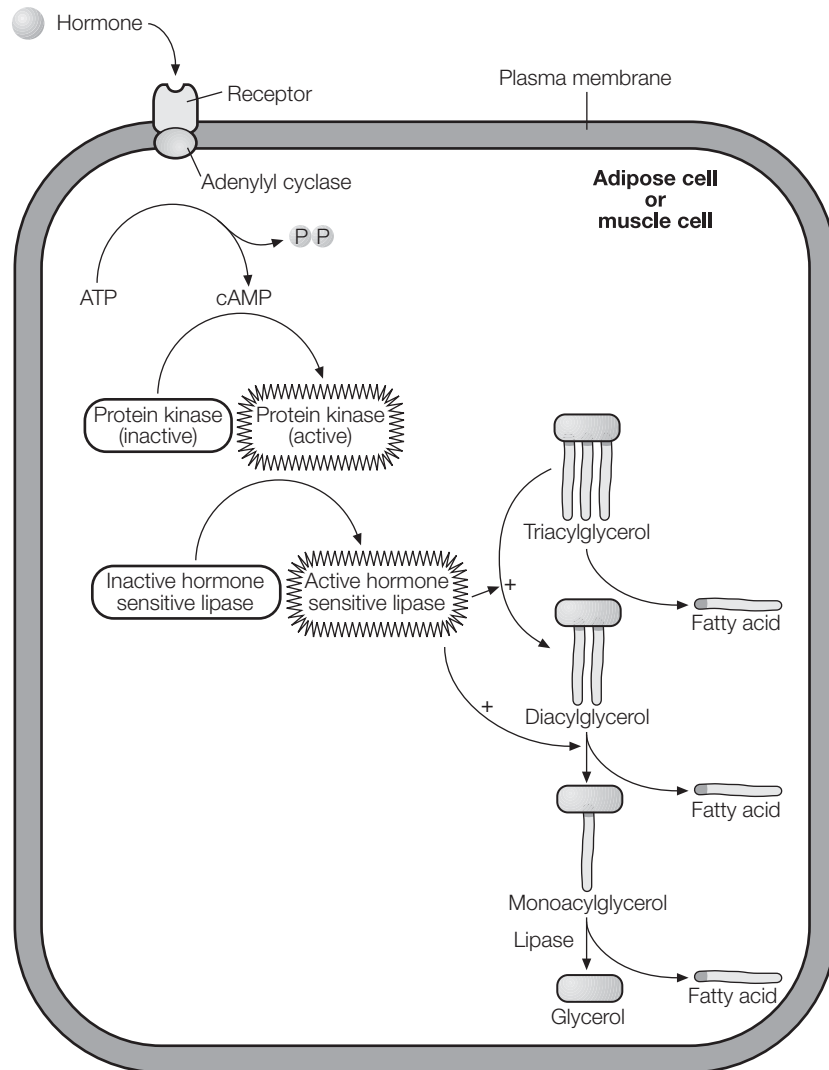 Hormone
Receptor
Plasma membrane
Adenylyl cyclase
Adipose cell
or
muscle cell
P P
ATP
cAMP
Protein kinase
(inactive)
Protein kinase
(active)
Triacylglycerol
Inactive hormone
sensitive lipase
Active hormone
sensitive lipase
+
Fatty acid
Diacylglycerol
+
Fatty acid
Monoacylglycerol
Lipase
Fatty acid
Glycerol